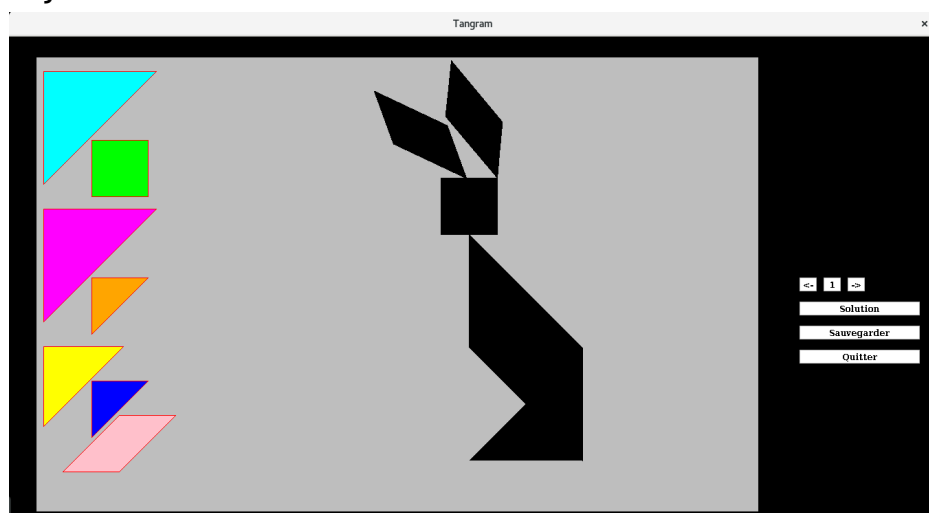 Tangram ×
<- 1 ->
Solution
Sauvegarder
Quitter